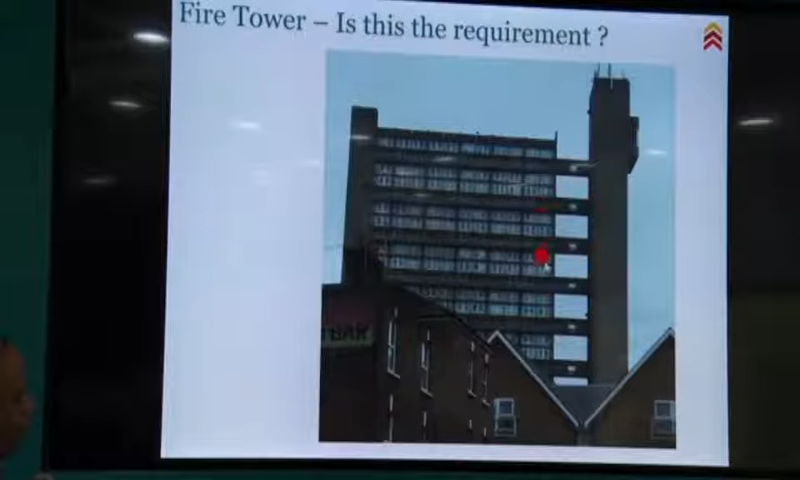 Fire Tower – Is this the requirement ?